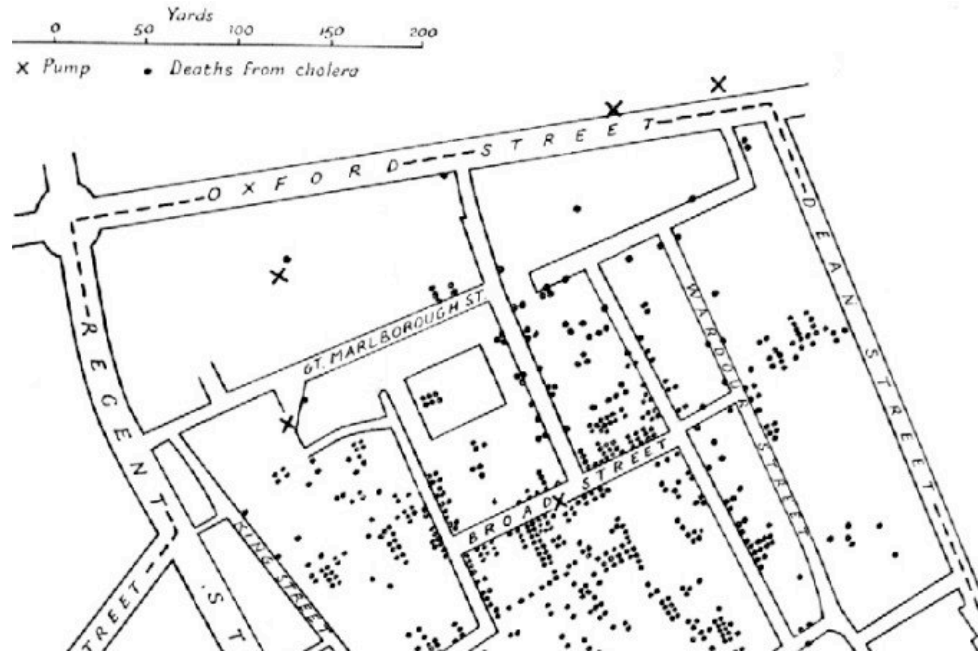 Yards
0 50 100 150 200
× Pump • Deaths from cholera
OXFORD STREET
DEAN STREET
REGENT ST
GT. MARLBOROUGH ST.
WARDOUR STREET
BROAD STREET
KING STREET
STREET